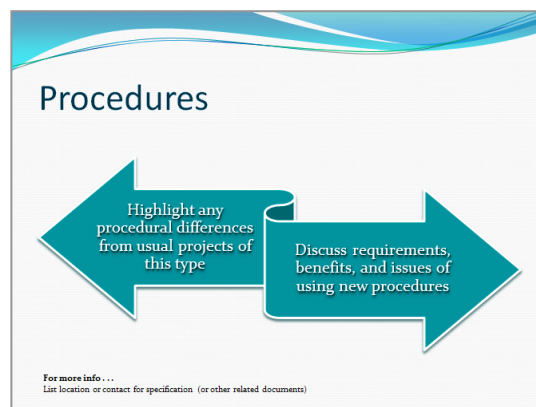 Procedures
Highlight any
procedural differences
from usual projects of
this type
Discuss requirements,
benefits, and issues of
using new procedures
For more info . . .
List location or contact for specification  (or other related documents)